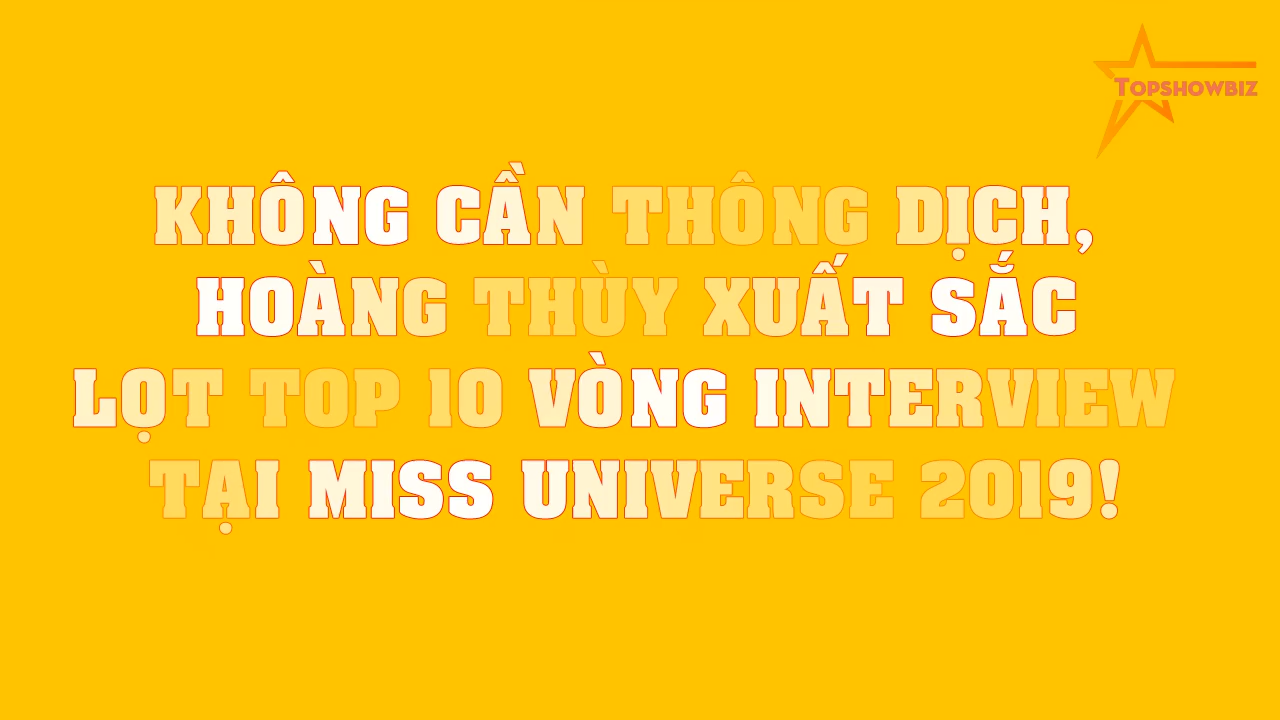 TOPSHOWBIZ
KHÔNG CẦN THÔNG DỊCH,
HOÀNG THÙY XUẤT SẮC
LỌT TOP 10 VÒNG INTERVIEW
TẠI MISS UNIVERSE 2019!